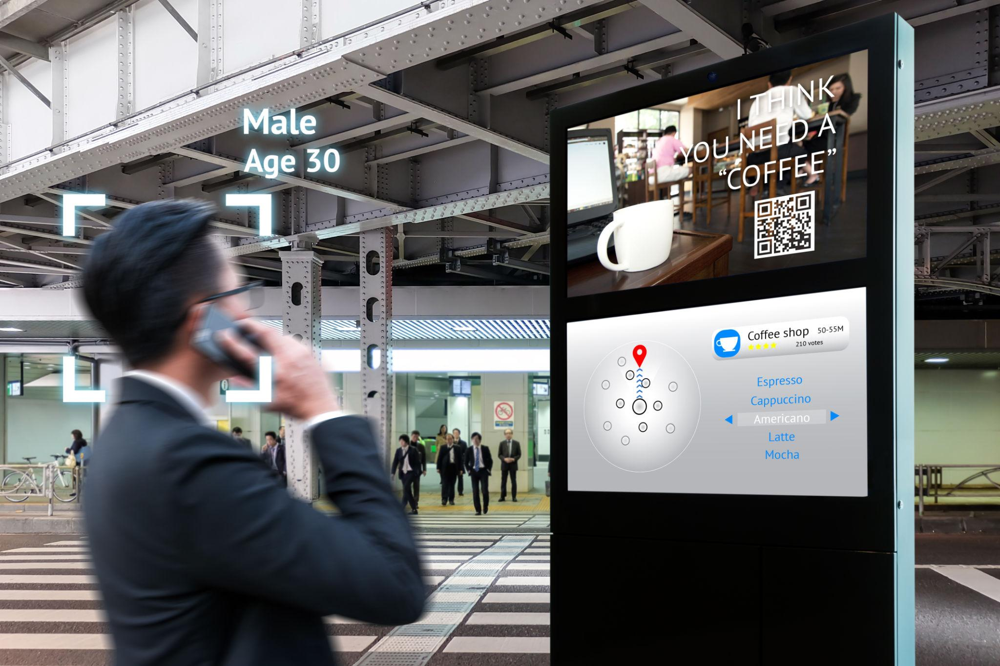 Male
Age 30
I THINK
YOU NEED A
“COFFEE”
Coffee shop 50-55M
210 votes
Espresso
Cappuccino
Americano
Latte
Mocha